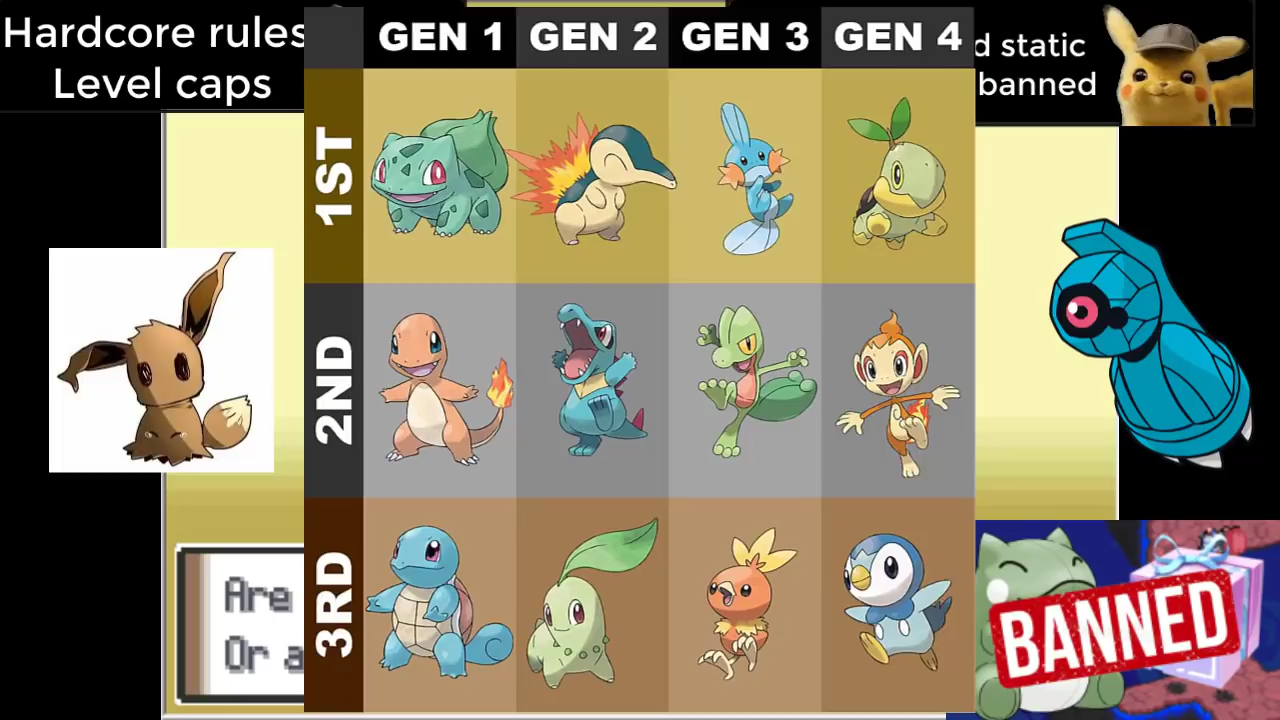 Hardcore rules
Level caps
GEN 1 GEN 2 GEN 3 GEN 4
d static
banned
1ST
2ND
3RD
Are
Or a
BANNED